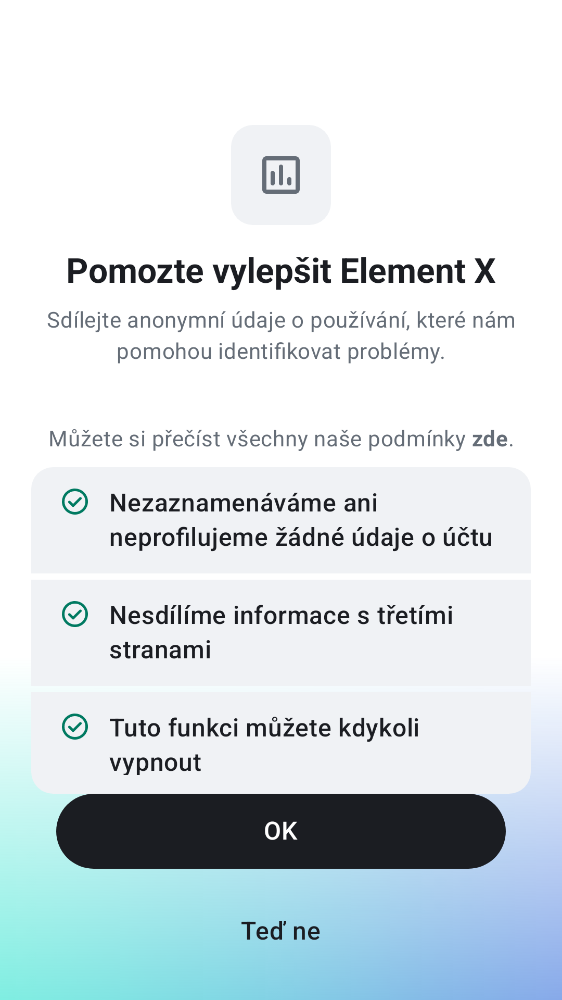 Pomozte vylepšit Element X
Sdílejte anonymní údaje o používání, které nám
pomohou identifikovat problémy.
Můžete si přečíst všechny naše podmínky zde.
Nezaznamenáváme ani
neprofilujeme žádné údaje o účtu
Nesdílíme informace s třetími
stranami
Tuto funkci můžete kdykoli
vypnout
OK
Teď ne